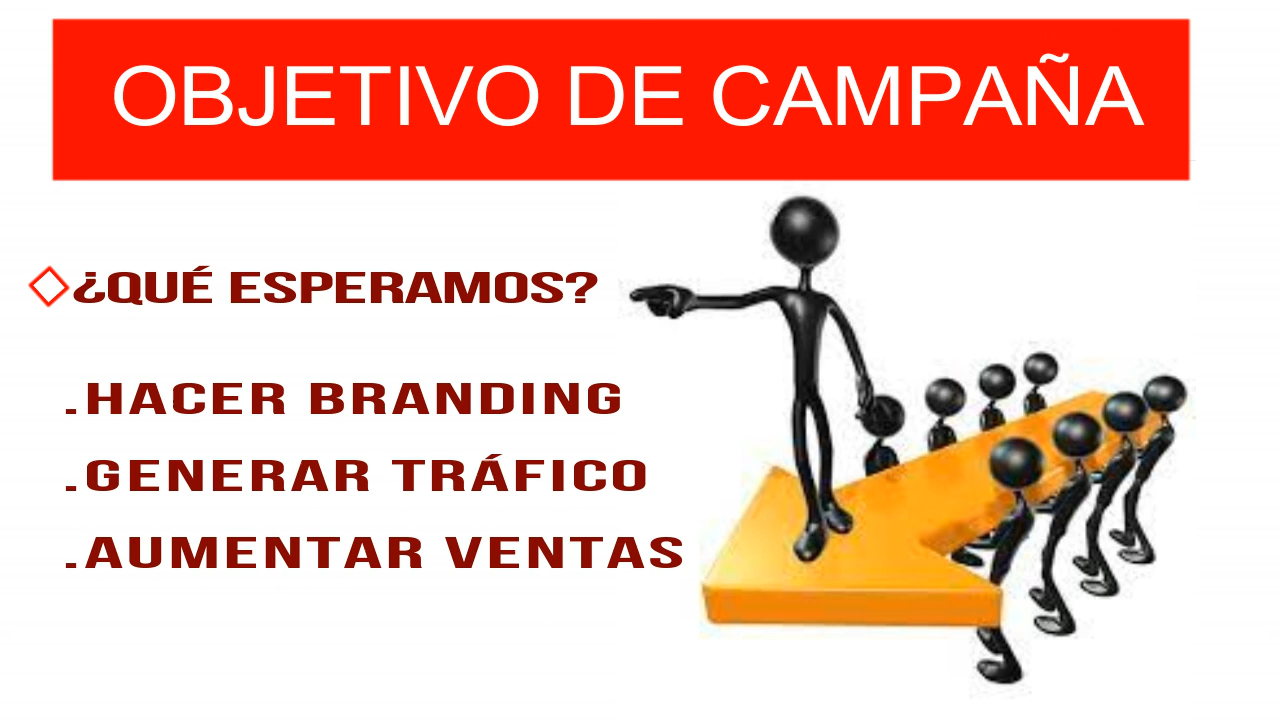 OBJETIVO DE CAMPAÑA
¿QUÉ ESPERAMOS?
.HACER BRANDING
.GENERAR TRÁFICO
.AUMENTAR VENTAS